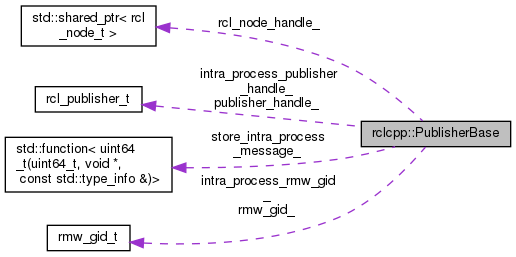 std::shared_ptr< rcl
_node_t >
rcl_node_handle_
rcl_publisher_t
intra_process_publisher
_handle_
publisher_handle_
rclcpp::PublisherBase
std::function< uint64
_t(uint64_t, void *,
const std::type_info &)>
store_intra_process
_message_
intra_process_rmw_gid
_
rmw_gid_
rmw_gid_t